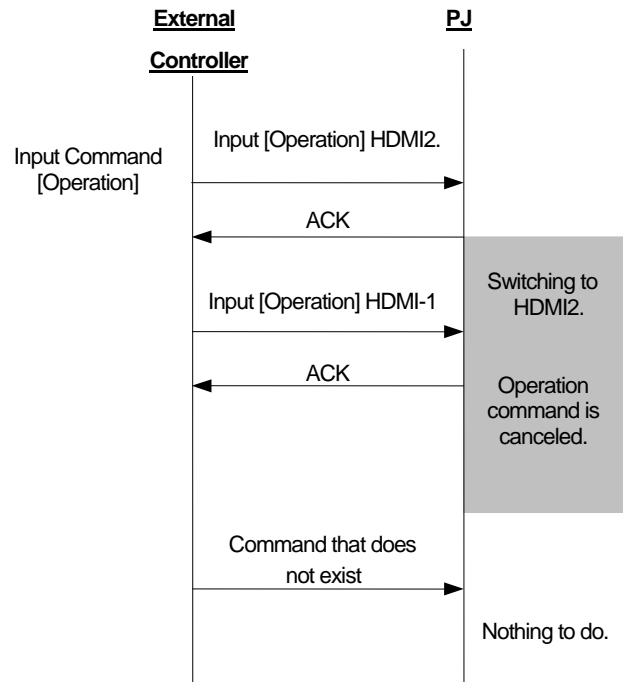 External
Controller
PJ
Input [Operation] HDMI2.
Input Command
[Operation]
ACK
Switching to
HDMI2.
Input [Operation] HDMI-1
ACK
Operation
command is
canceled.
Command that does
not exist
Nothing to do.